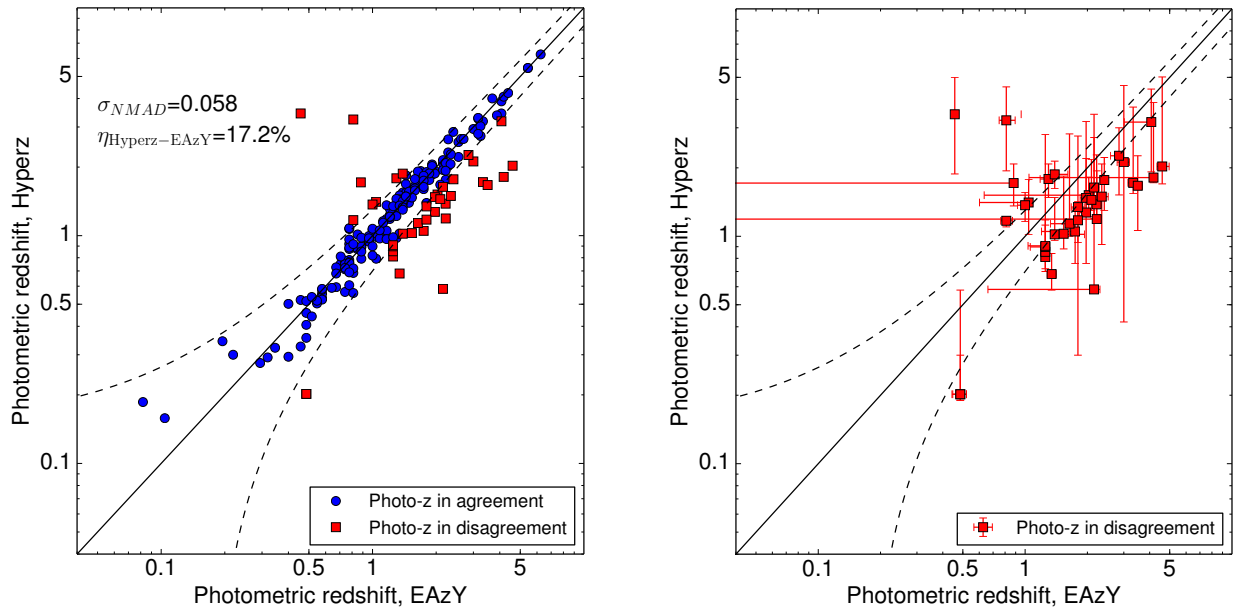 σNMAD=0.058
ηHyperz−EAzY=17.2%
5
1
0.5
0.1
Photometric redshift, Hyperz
Photo-z in agreement
Photo-z in disagreement
0.1 0.5 1 5
Photometric redshift, EAzY
5
1
0.5
0.1
Photometric redshift, Hyperz
Photo-z in disagreement
0.1 0.5 1 5
Photometric redshift, EAzY